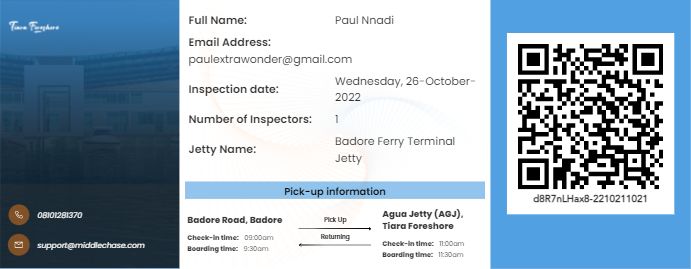 Tiara Foreshore
08101281370
support@middlechase.com
Full Name: Paul Nnadi
Email Address:
paulextrawonder@gmail.com
Inspection date: Wednesday, 26-October-
2022
Number of Inspectors: 1
Jetty Name: Badore Ferry Terminal
Jetty
Pick-up information
Badore Road, Badore
Check-in time: 09:00am
Boarding time: 9:30am
Pick Up
Returning
Agua Jetty (AGJ),
Tiara Foreshore
Check-in time: 11:00am
Boarding time: 11:30am
d8R7nLHax8-2210211021